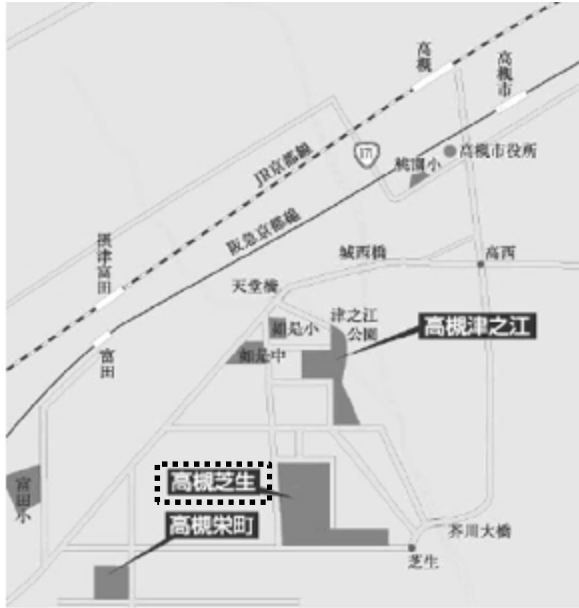 高槻
高槻市
171
桃園小
高槻市役所
JR京都線
阪急京都線
摂津富田
城西橋
高西
天堂橋
津之江
公園
如是小
高槻津之江
富田
如是中
高槻芝生
富田小
高槻栄町
芥川大橋
芝生